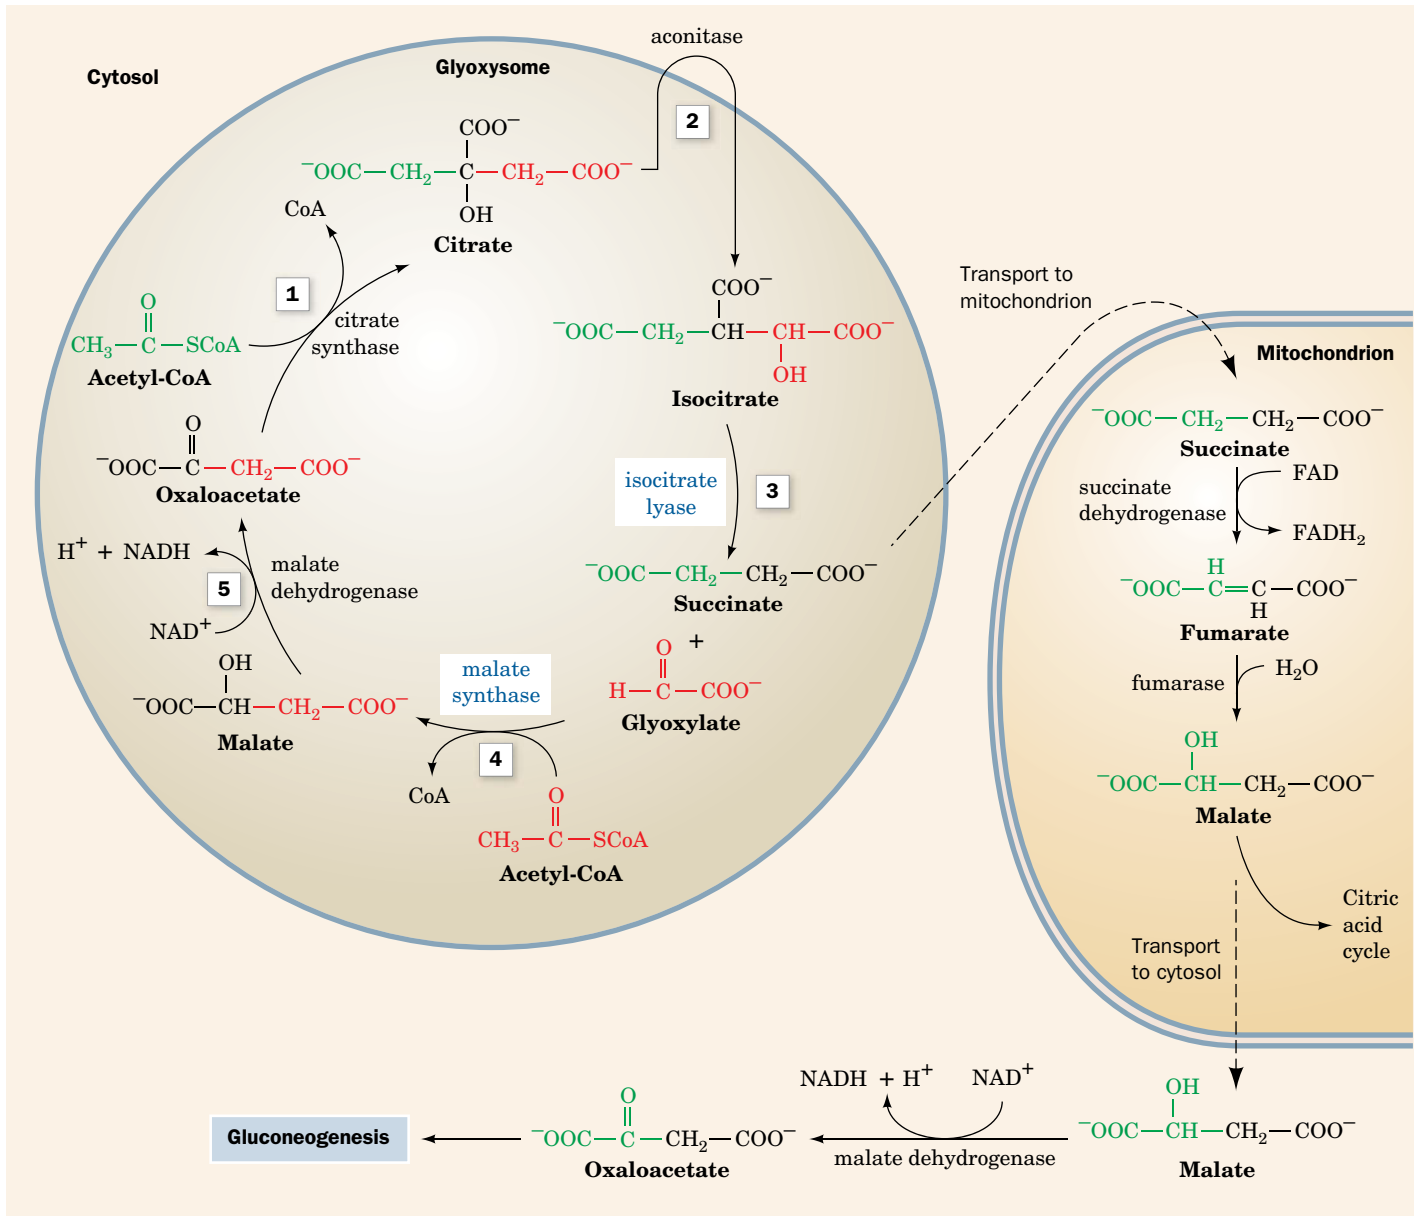 Cytosol
Glyoxysome
aconitase
2
COO⁻
⁻OOC—CH₂—C—CH₂—COO⁻
OH
Citrate
CoA
1
citrate
synthase
O
CH₃—C—SCoA
Acetyl-CoA
COO⁻
⁻OOC—CH₂—CH—CH—COO⁻
OH
Isocitrate
O
⁻OOC—C—CH₂—COO⁻
Oxaloacetate
isocitrate
lyase
3
H⁺ + NADH
malate
dehydrogenase
5
NAD⁺
⁻OOC—CH₂—CH₂—COO⁻
Succinate
+
O
H—C—COO⁻
Glyoxylate
malate
synthase
OH
⁻OOC—CH—CH₂—COO⁻
Malate
4
CoA
O
CH₃—C—SCoA
Acetyl-CoA
Transport to
mitochondrion
Mitochondrion
⁻OOC—CH₂—CH₂—COO⁻
Succinate
succinate
dehydrogenase
FAD
FADH₂
H
⁻OOC—C=C—COO⁻
H
Fumarate
fumarase
H₂O
OH
⁻OOC—CH—CH₂—COO⁻
Malate
Citric
acid
cycle
Transport
to cytosol
OH
⁻OOC—CH—CH₂—COO⁻
Malate
NADH + H⁺
NAD⁺
malate dehydrogenase
O
⁻OOC—C—CH₂—COO⁻
Oxaloacetate
Gluconeogenesis